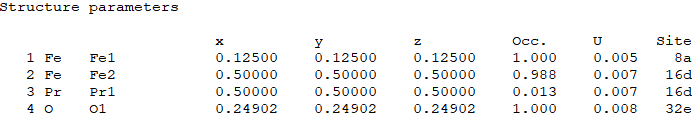 Structure parameters
x y z Occ. U Site
1 Fe Fe1 0.12500 0.12500 0.12500 1.000 0.005 8a
2 Fe Fe2 0.50000 0.50000 0.50000 0.988 0.007 16d
3 Pr Pr1 0.50000 0.50000 0.50000 0.013 0.007 16d
4 O O1 0.24902 0.24902 0.24902 1.000 0.008 32e